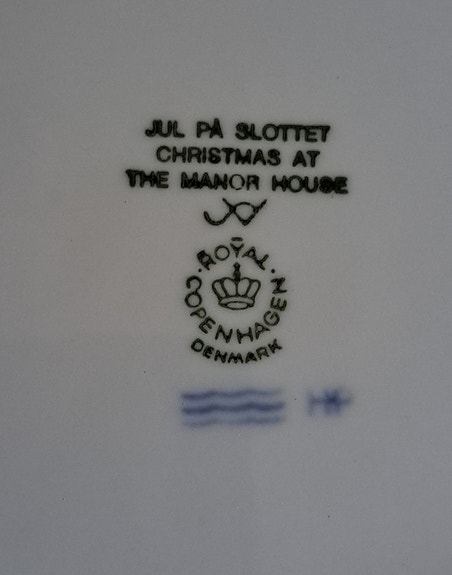 JUL PÅ SLOTTET
CHRISTMAS AT
THE MANOR HOUSE
ROYAL
COPENHAGEN
DENMARK